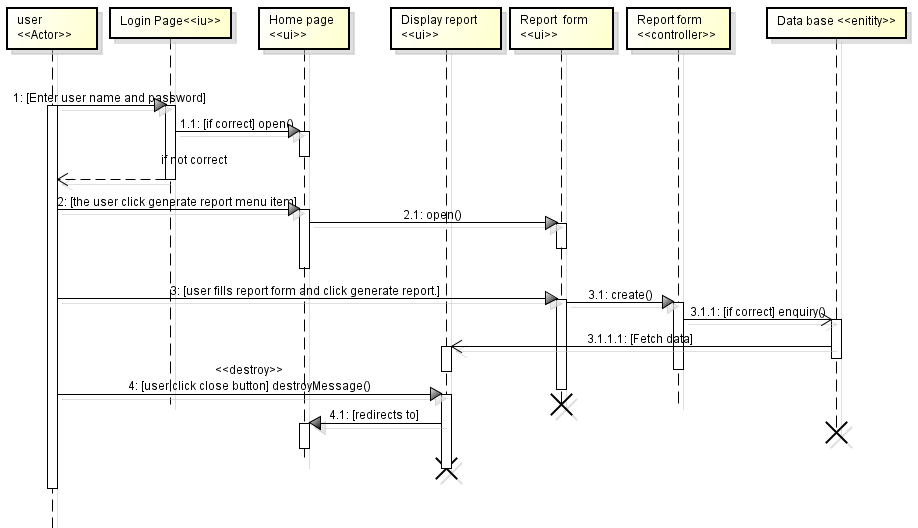 user
<<Actor>>
Login Page<<iu>>
Home page
<<ui>>
Display report
<<ui>>
Report form
<<ui>>
Report form
<<controller>>
Data base <<enitity>>
1: [Enter user name and password]
1.1: [if correct] open()
if not correct
2: [the user click generate report menu item]
2.1: open()
3: [user fills report form and click generate report.]
3.1: create()
3.1.1: [if correct] enquiry()
3.1.1.1: [Fetch data]
<<destroy>>
4: [user click close button] destroyMessage()
4.1: [redirects to]